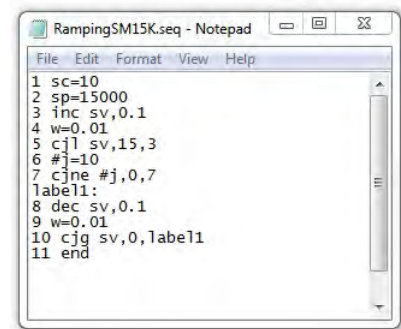 RampingSM15K.seq - Notepad
File Edit Format View Help
1 sc=10
2 sp=15000
3 inc sv,0.1
4 w=0.01
5 cjl sv,15,3
6 #j=10
7 cjne #j,0,7
label1:
8 dec sv,0.1
9 w=0.01
10 cjg sv,0,label1
11 end